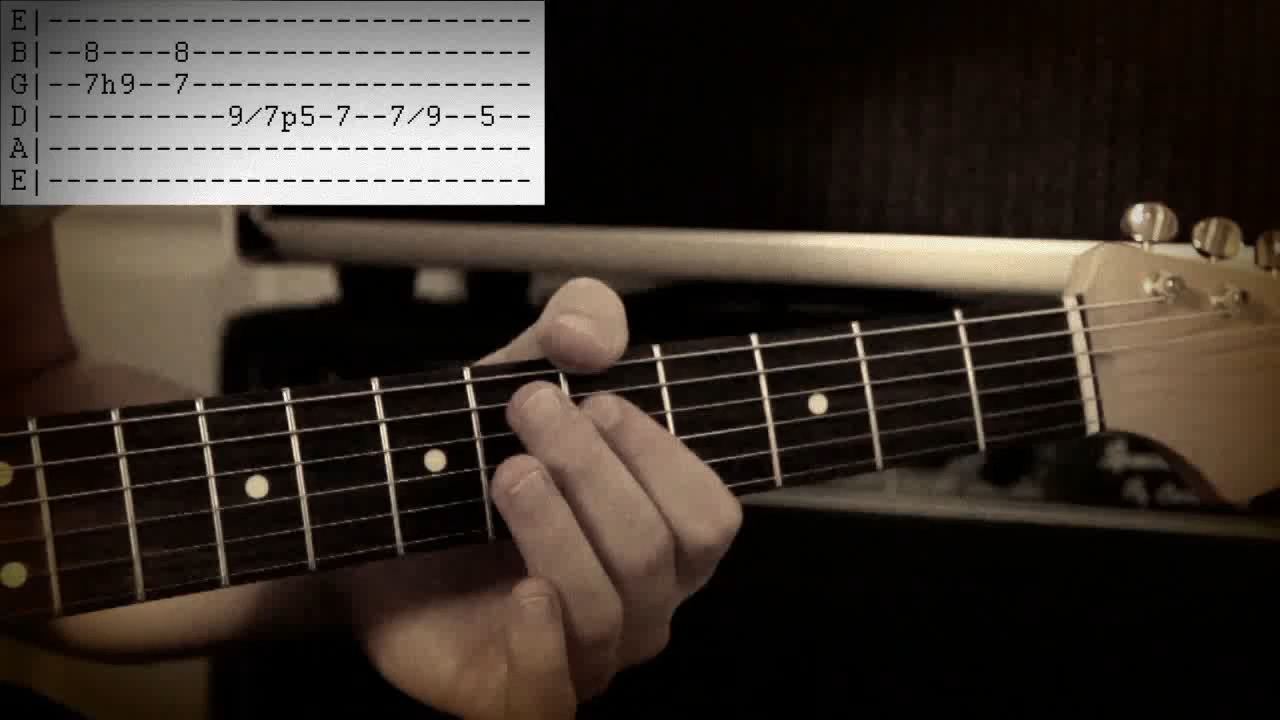 E|---------------------------
B|--8----8-------------------
G|--7h9--7-------------------
D|----------9/7p5-7--7/9--5--
A|---------------------------
E|---------------------------